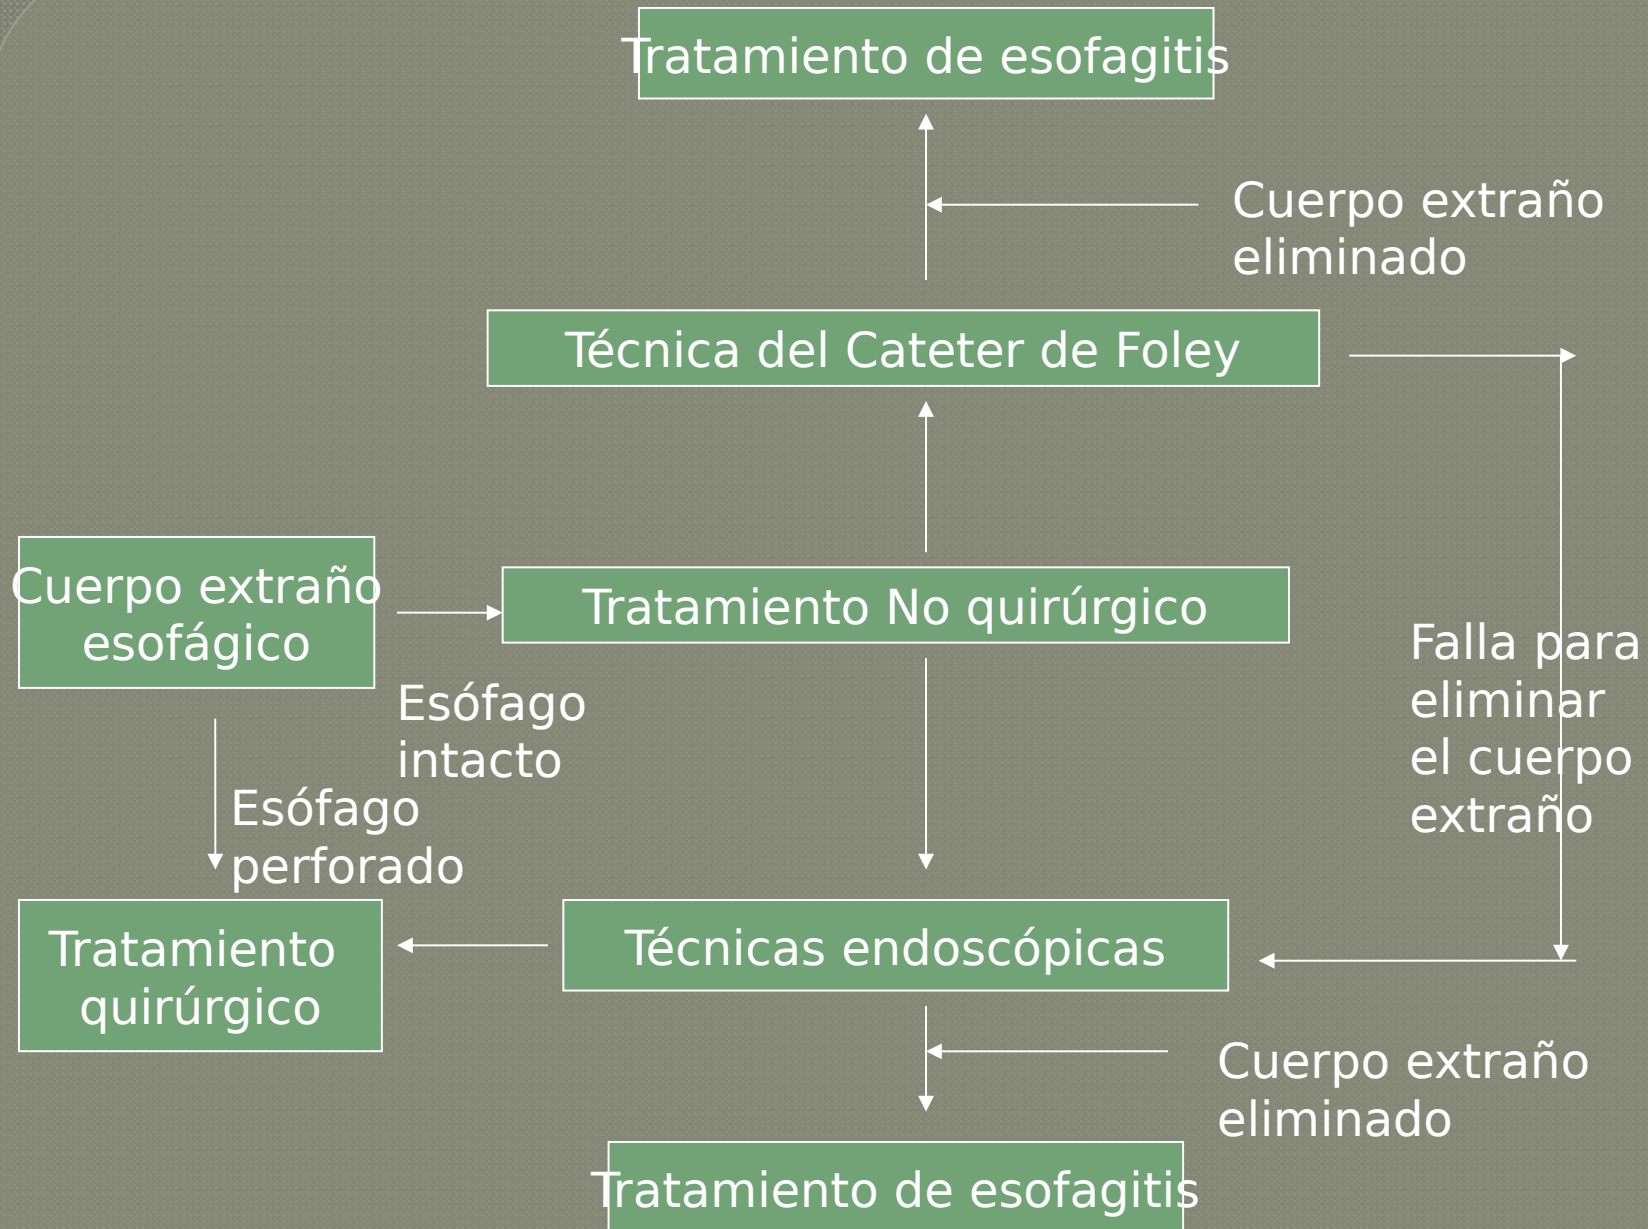 Tratamiento de esofagitis
Cuerpo extraño
eliminado
Técnica del Cateter de Foley
Cuerpo extraño
esofágico
Tratamiento No quirúrgico
Falla para
eliminar
el cuerpo
extraño
Esófago
intacto
Esófago
perforado
Tratamiento
quirúrgico
Técnicas endoscópicas
Cuerpo extraño
eliminado
Tratamiento de esofagitis